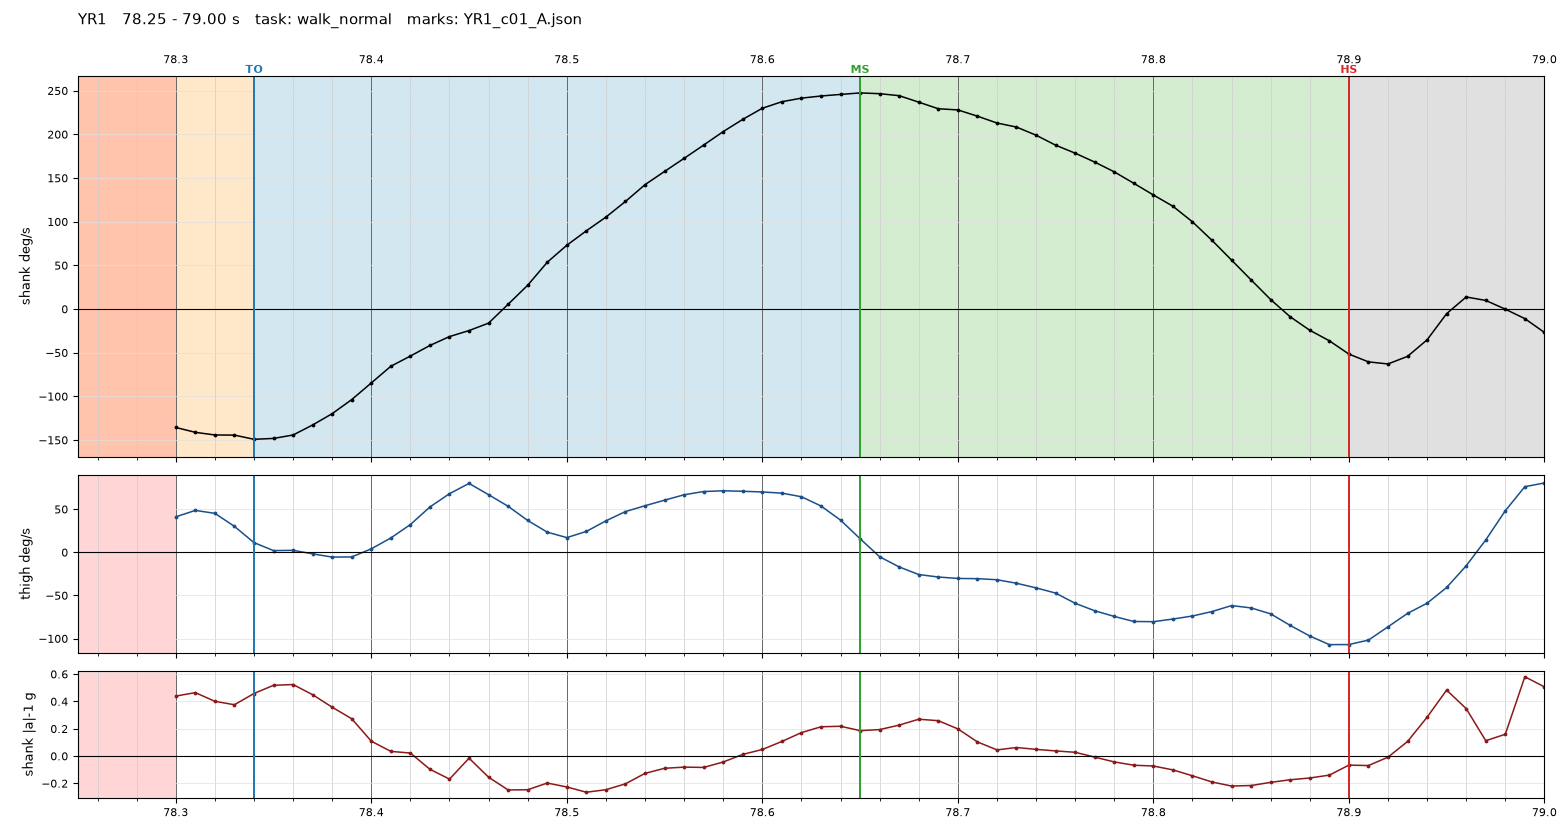 YR1   78.25 - 79.00 s   task: walk_normal   marks: YR1_c01_A.json
78.3 78.4 78.5 78.6 78.7 78.8 78.9 79.0
TO MS HS
250
200
150
100
50
0
−50
−100
−150
shank deg/s
50
0
−50
−100
thigh deg/s
0.6
0.4
0.2
0.0
−0.2
shank |a|-1 g
78.3 78.4 78.5 78.6 78.7 78.8 78.9 79.0